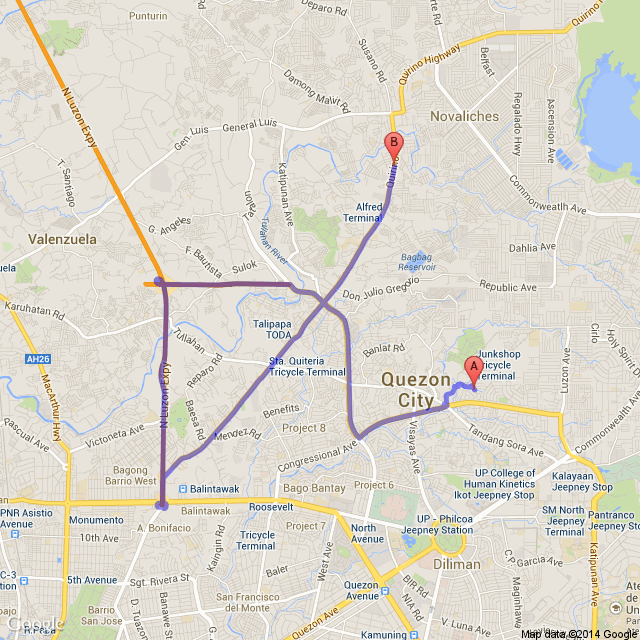 Punturin
Deparo Rd
Susano Rd
Quirino Highway
Quirino
Belfast
Damong Maliit Rd
N Luzon Expy
Novaliches
Regalado Hwy
Ascension Ave
Gen. Luis
General Luis
B
Katipunan Ave
T. Santiago
Commonwealth Ave
Alfred
Terminal
G. Angeles
Tullahan River
Valenzuela
Dahlia Ave
F. Bautista
Sulok
Bagbag
Reservoir
Don Julio Gregorio
Republic Ave
Karuhatan Rd
Talipapa
TODA
Tullahan
Cirlo
Holy Spirit Dr
AH26
MacArthur Hwy
Reparo Rd
Sta. Quiteria
Tricycle Terminal
Banlat Rd
Junkshop
Tricycle
Terminal
A
Luzon Ave
N Luzon Expy
Quezon
City
Baesa Rd
Benefits
Victoneta Ave
Mendez Rd
Project 8
Visayas Ave
Tandang Sora Ave
Commonwealth Ave
Pascual Ave
Congressional Ave
Bagong
Barrio West
Balintawak
Bago Bantay
Project 6
UP College of
Human Kinetics
Ikot Jeepney Stop
Kalayaan
Jeepney Stop
PNR Asistio
Avenue
Monumento
Balintawak
Roosevelt
A. Bonifacio
Project 7
North
Avenue
UP - Philcoa
Jeepney Station
SM North
Jeepney Terminal
Pantranco
Jeepney Stop
Kaingin Rd
Tricycle
Terminal
West Ave
Diliman
C.P. Garcia Ave
Katipunan Ave
C-3
5th Avenue
Sgt. Rivera St
Baler
BIR Rd
NIA Rd
Maginhawa
Barrio
San Jose
Banawe St
San Francisco
del Monte
Quezon
Avenue
D. Tuazon
Quezon Ave
Kamuning
V. Luna Ave
Google
Map data ©2014 Google